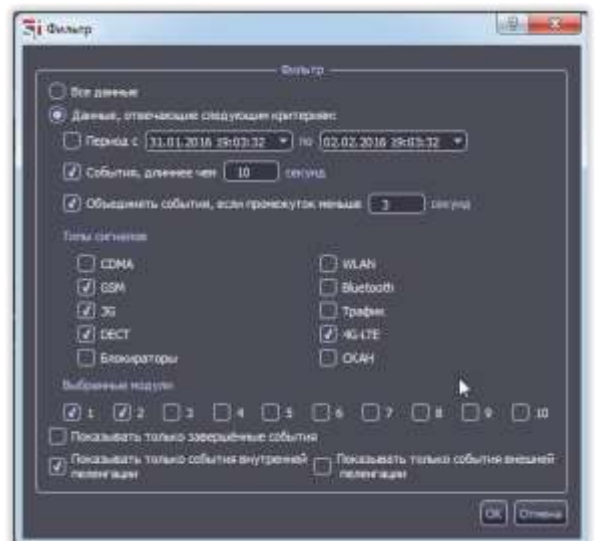 Фильтр
Фильтр
Все данные
Данные, отвечающие следующим критериям:
Период с 31.01.2016 19:03:32 по 02.02.2016 19:03:32
События, длиннее чем 10 секунд
Объединять события, если промежуток меньше 3 секунд
Типы сигналов
CDMA WLAN
GSM Bluetooth
3G Трафик
DECT 4G-LTE
Блокираторы СКАН
Выбранные модули
1 2 3 4 5 6 7 8 9 10
Показывать только завершённые события
Показывать только события внутренней пеленгации
Показывать только события внешней пеленгации
OK Отмена